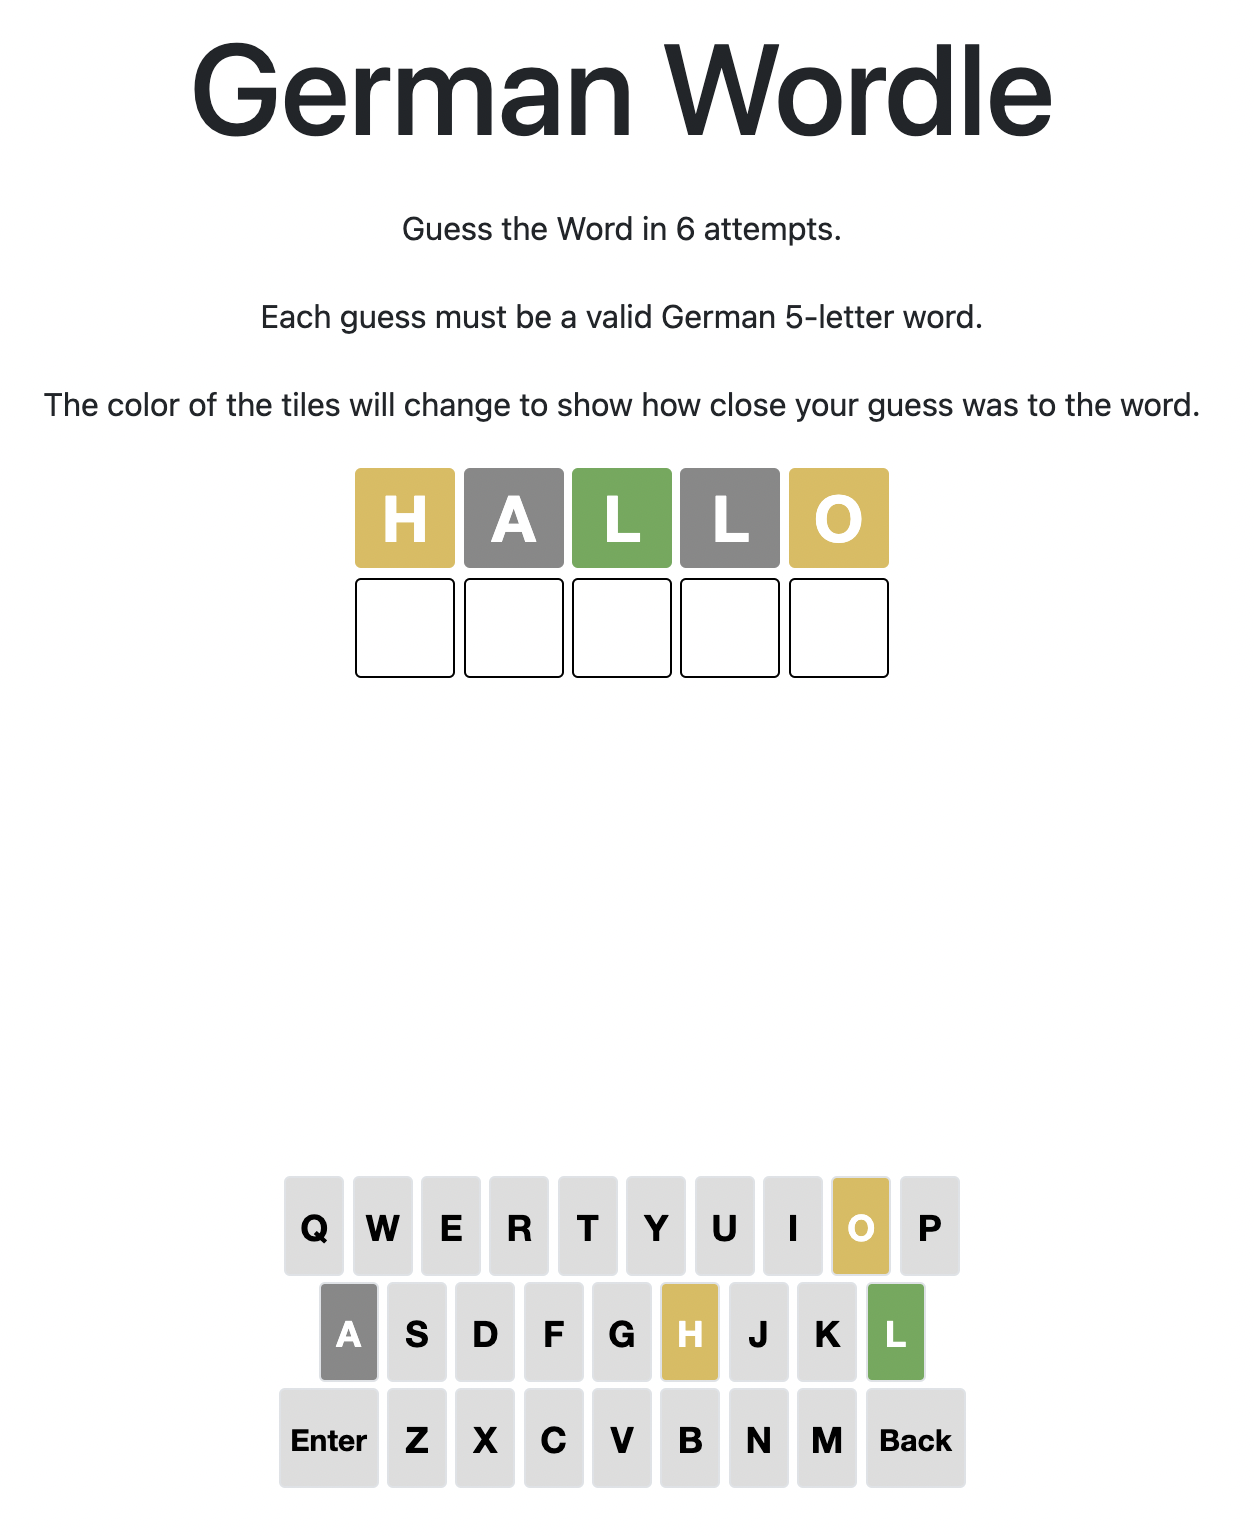 German Wordle
Guess the Word in 6 attempts.
Each guess must be a valid German 5-letter word.
The color of the tiles will change to show how close your guess was to the word.
H A L L O
Q W E R T Y U I O P
A S D F G H J K L
Enter Z X C V B N M Back